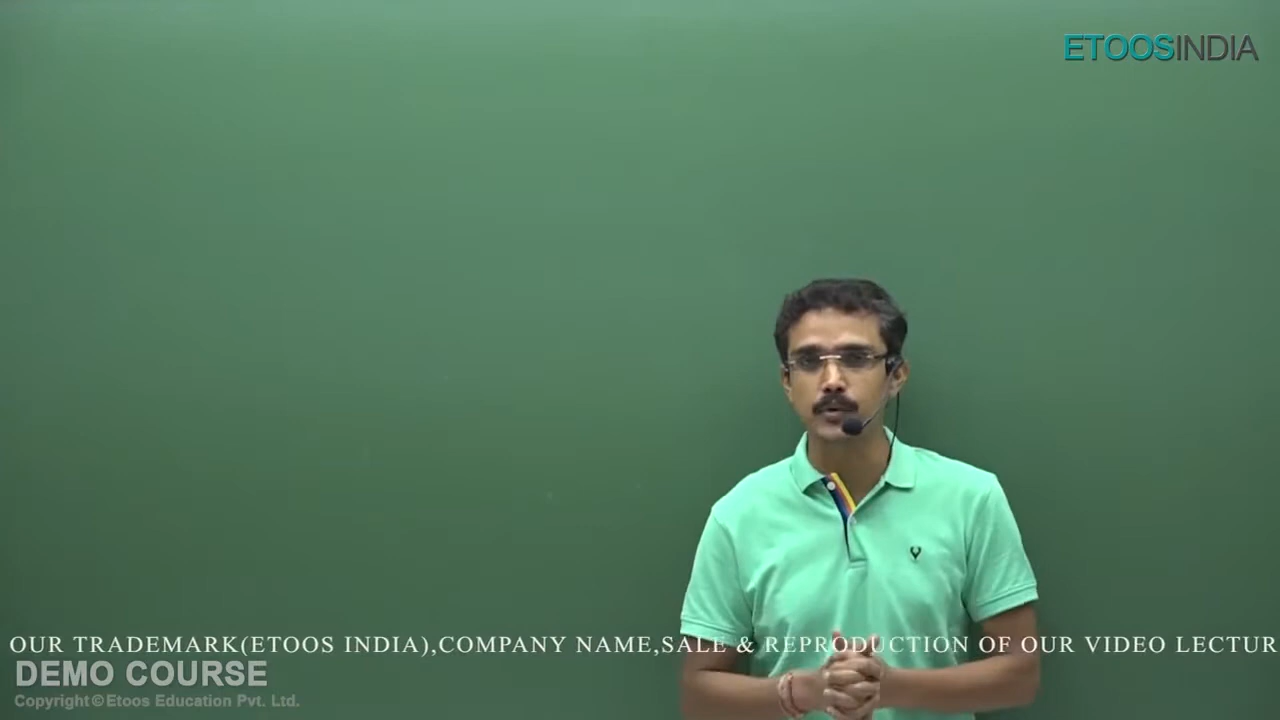 ETOOSINDIA
OUR TRADEMARK(ETOOS INDIA),COMPANY NAME,SALE & REPRODUCTION OF OUR VIDEO LECTUR
DEMO COURSE
Copyright © Etoos Education Pvt. Ltd.